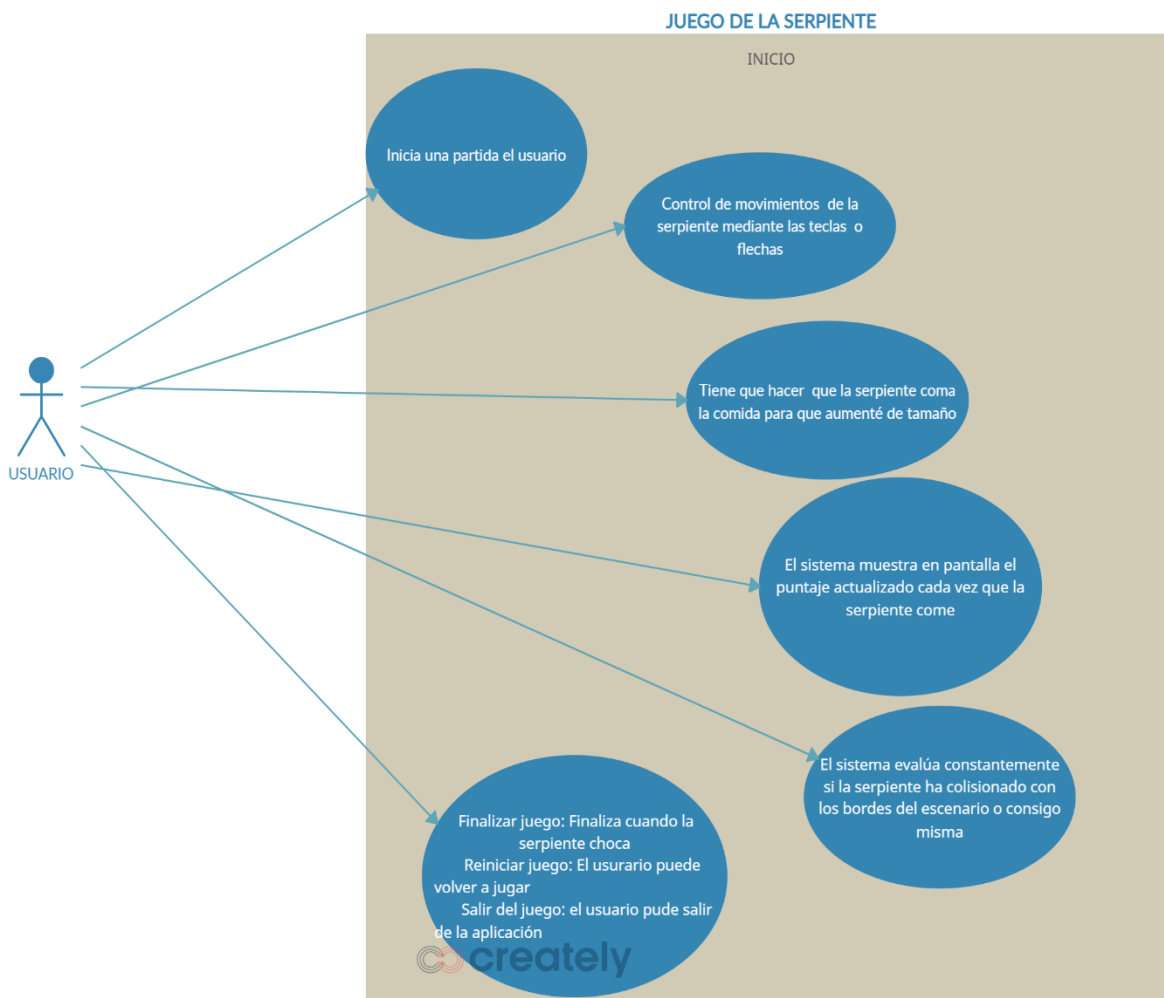 JUEGO DE LA SERPIENTE
INICIO
Inicia una partida el usuario
Control de movimientos de la
serpiente mediante las teclas o
flechas
Tiene que hacer que la serpiente coma
la comida para que aumenté de tamaño
USUARIO
El sistema muestra en pantalla el
puntaje actualizado cada vez que la
serpiente come
El sistema evalúa constantemente
si la serpiente ha colisionado con
los bordes del escenario o consigo
misma
Finalizar juego: Finaliza cuando la
serpiente choca
Reiniciar juego: El usurario puede
volver a jugar
Salir del juego: el usuario pude salir
de la aplicación
creately